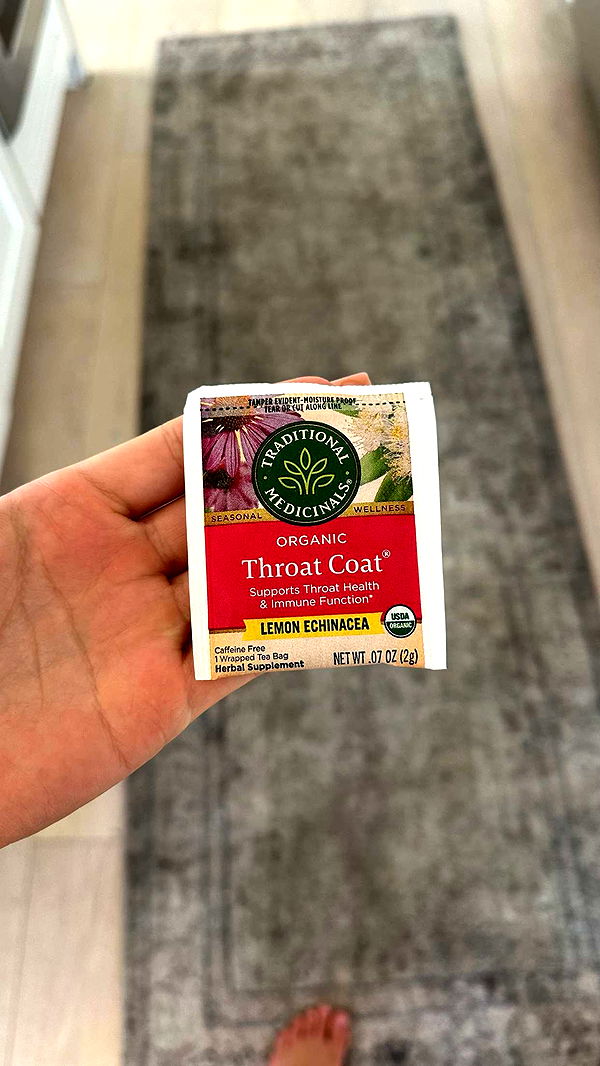 TAMPER EVIDENT-MOISTURE PROOF
TEAR OR CUT ALONG LINE
TRADITIONAL
MEDICINALS®
SEASONAL WELLNESS
ORGANIC
Throat Coat®
Supports Throat Health
& Immune Function*
LEMON ECHINACEA
USDA
ORGANIC
Caffeine Free
1 Wrapped Tea Bag
Herbal Supplement
NET WT .07 OZ (2g)